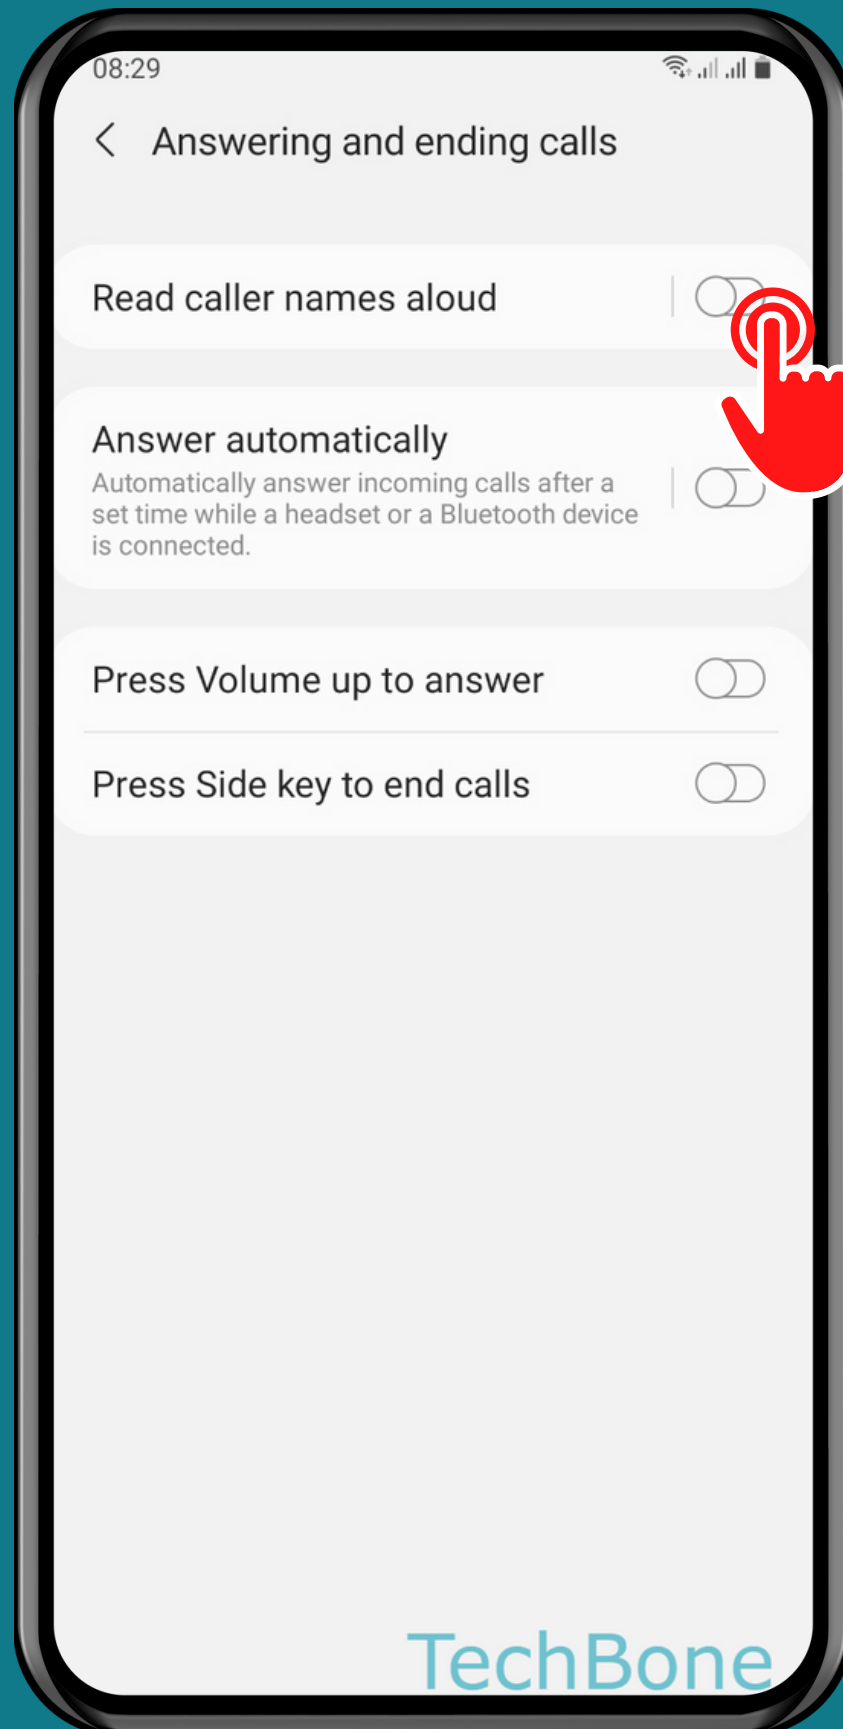 08:29
Answering and ending calls
Read caller names aloud
Answer automatically
Automatically answer incoming calls after a
set time while a headset or a Bluetooth device
is connected.
Press Volume up to answer
Press Side key to end calls
TechBone